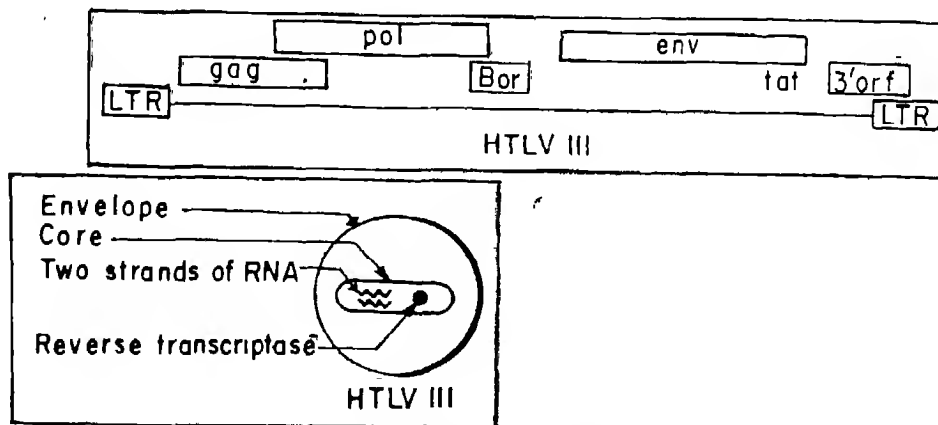 pol
env
gag
Bor
tat
3'orf
LTR
LTR
HTLV III
Envelope
Core
Two strands of RNA
Reverse transcriptase
HTLV III